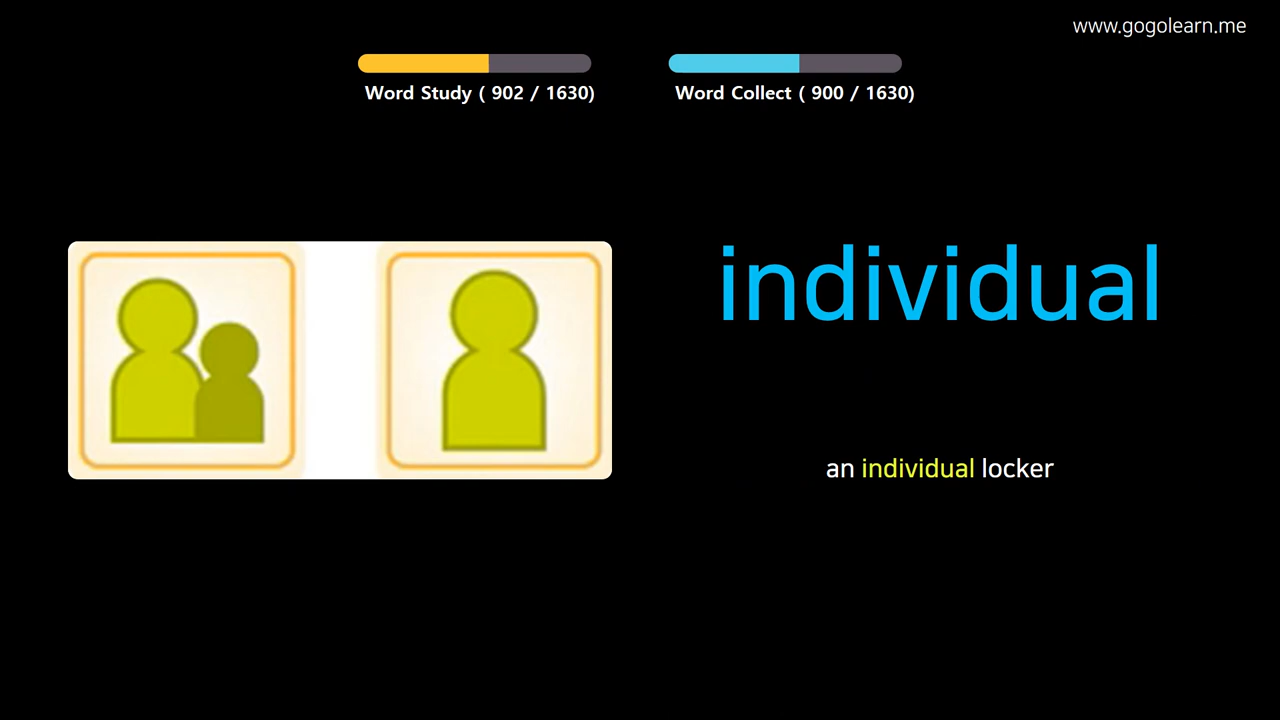 www.gogolearn.me
Word Study ( 902 / 1630)
Word Collect ( 900 / 1630)
individual
an individual locker